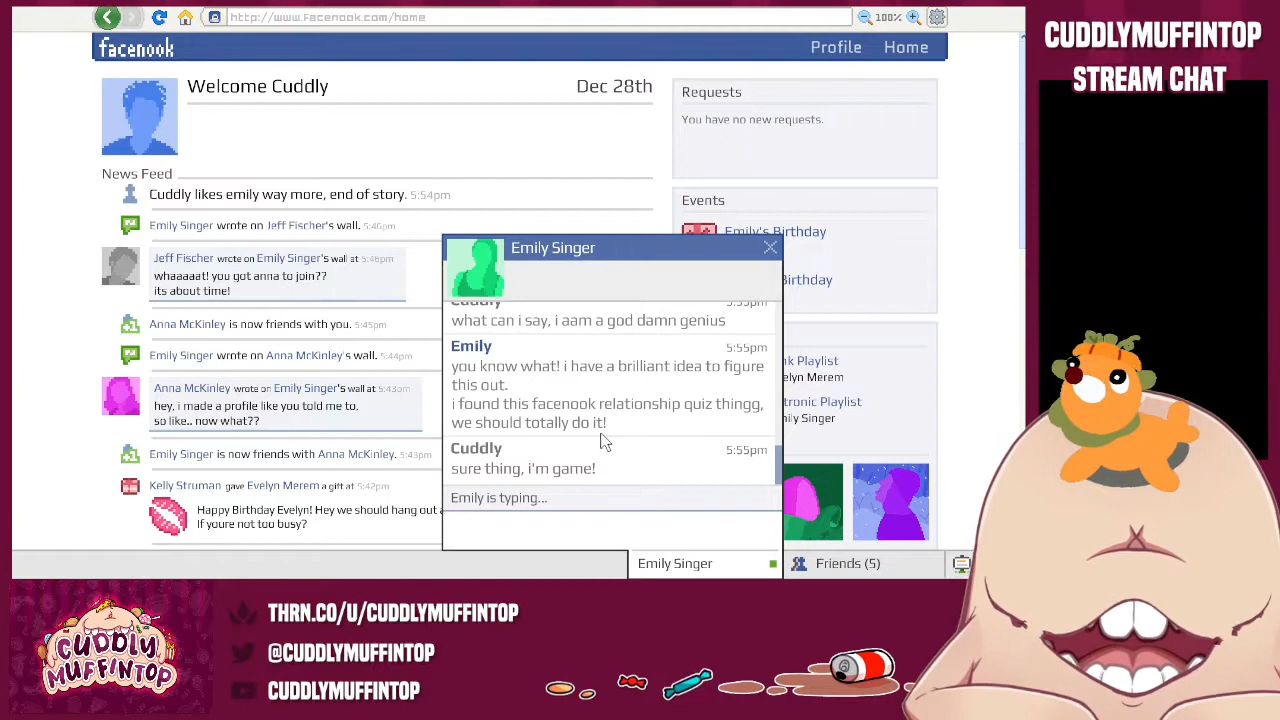 http://www.Facenook.com/home
100%
facenook
Profile
Home
Welcome Cuddly
Dec 28th
News Feed
Cuddly likes emily way more, end of story. 5:54pm
Emily Singer wrote on Jeff Fischer's wall. 5:46pm
Jeff Fischer wrote on Emily Singer's wall at 5:46pm
whaaaat! you got anna to join??
its about time!
Anna McKinley is now friends with you. 5:45pm
Emily Singer wrote on Anna McKinley's wall. 5:44pm
Anna McKinley wrote on Emily Singer's wall at 5:43pm
hey, i made a profile like you told me to,
so like.. now what??
Emily Singer is now friends with Anna McKinley. 5:43pm
Kelly Struman gave Evelyn Merem a gift at 5:42pm
Happy Birthday Evelyn! Hey we should hang out
If youre not too busy?
Requests
You have no new requests.
Events
Emily's Birthday
Birthday
Playlist
Merem
Playlist
Singer
Emily Singer
Cuddly
5:55pm
what can i say, i aam a god damn genius
Emily
5:55pm
you know what! i have a brilliant idea to figure
this out.
i found this facenook relationship quiz thingg,
we should totally do it!
Cuddly
5:55pm
sure thing, i'm game!
Emily is typing...
Emily Singer
Friends (5)
CUDDLYMUFFINTOP
STREAM CHAT
CUDDLY
MUFFINTOP
THRN.CO/U/CUDDLYMUFFINTOP
@CUDDLYMUFFINTOP
CUDDLYMUFFINTOP